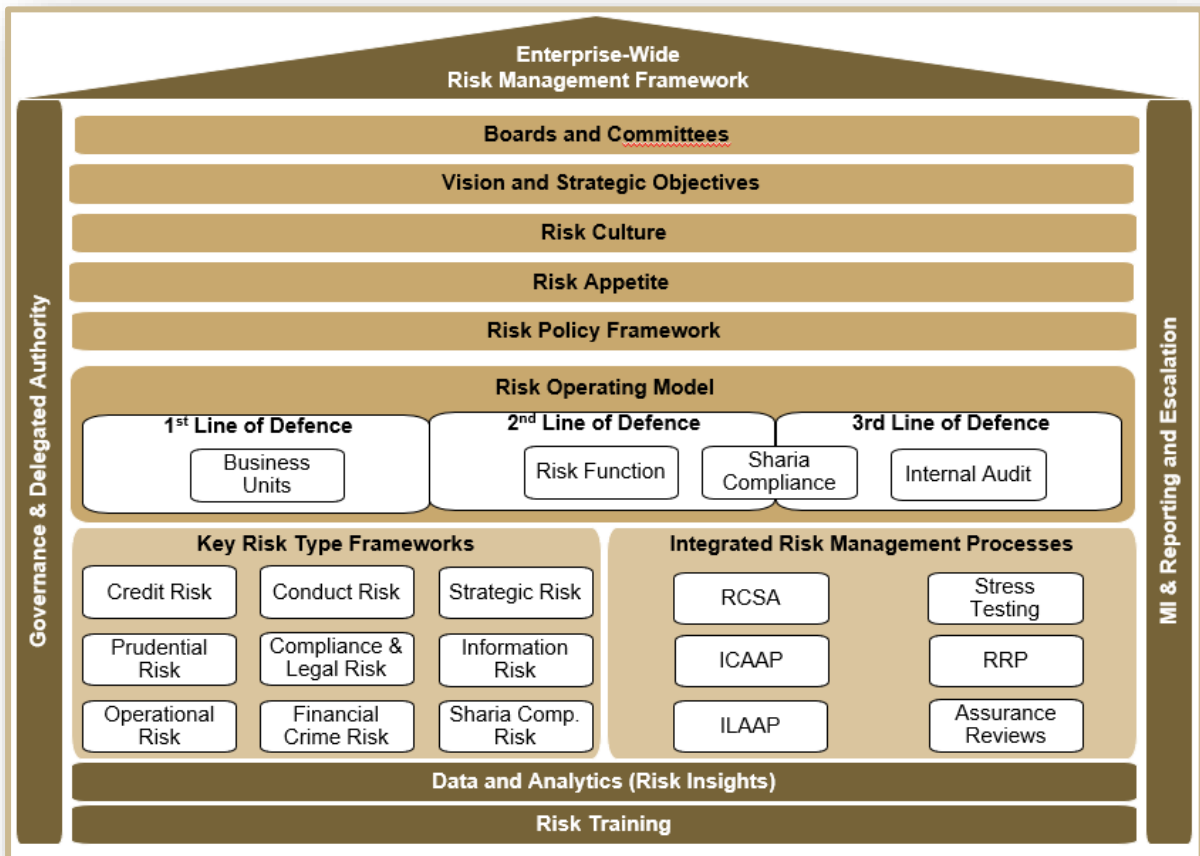 Enterprise-Wide
Risk Management Framework
Governance & Delegated Authority
MI & Reporting and Escalation
Boards and Committees
Vision and Strategic Objectives
Risk Culture
Risk Appetite
Risk Policy Framework
Risk Operating Model
1st Line of Defence
Business
Units
2nd Line of Defence
Risk Function
Sharia
Compliance
3rd Line of Defence
Internal Audit
Key Risk Type Frameworks
Credit Risk
Conduct Risk
Strategic Risk
Prudential
Risk
Compliance &
Legal Risk
Information
Risk
Operational
Risk
Financial
Crime Risk
Sharia Comp.
Risk
Integrated Risk Management Processes
RCSA
Stress
Testing
ICAAP
RRP
ILAAP
Assurance
Reviews
Data and Analytics (Risk Insights)
Risk Training